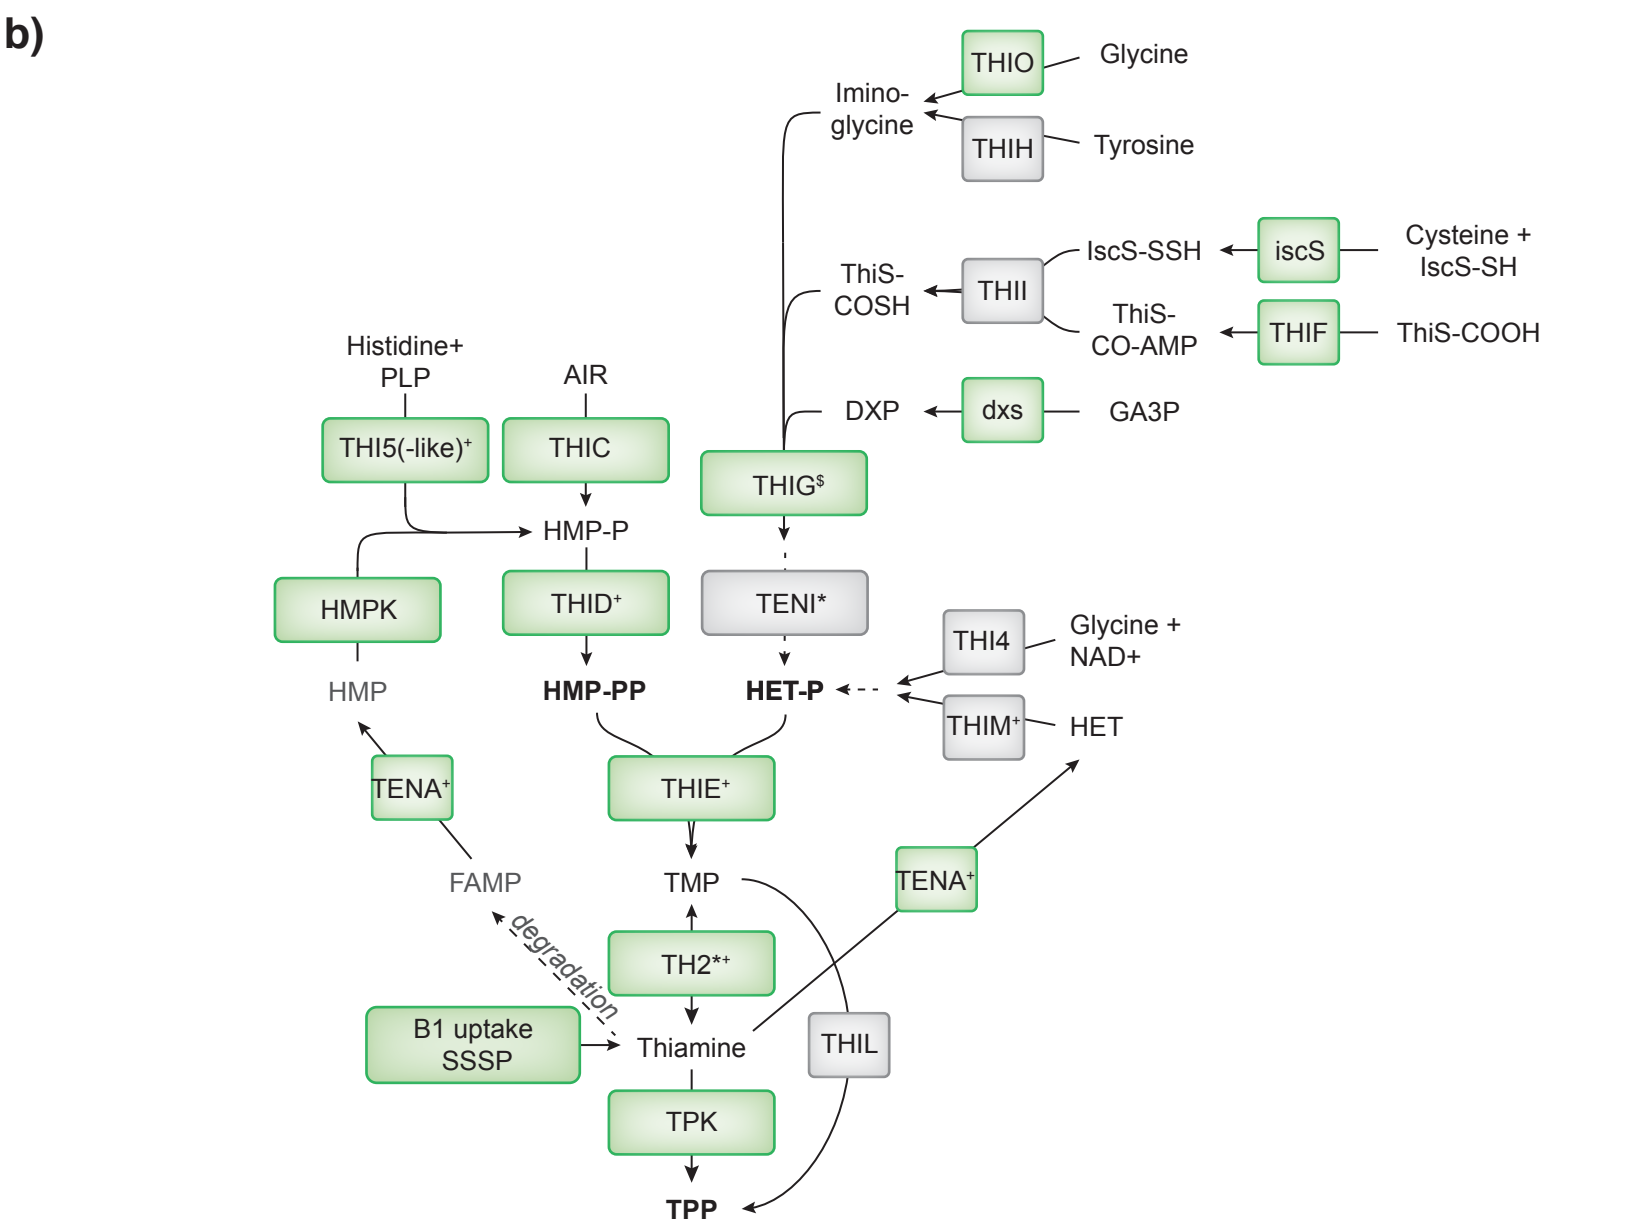 b)
THIO
Glycine
Imino-
glycine
THIH
Tyrosine
IscS-SSH
iscS
Cysteine +
IscS-SH
ThiS-
COSH
THII
ThiS-
CO-AMP
THIF
ThiS-COOH
Histidine+
PLP
AIR
DXP
dxs
GA3P
THI5(-like)⁺
THIC
THIG$
HMP-P
HMPK
THID⁺
TENI*
THI4
Glycine +
NAD+
HMP
HMP-PP
HET-P
THIM⁺
HET
TENA⁺
THIE⁺
FAMP
TMP
TENA⁺
degradation
TH2*⁺
B1 uptake
SSSP
Thiamine
THIL
TPK
TPP